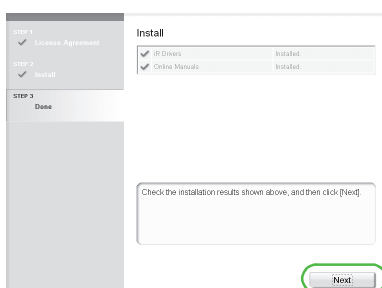 STEP 1
License Agreement
STEP 2
Install
STEP 3
Done
Install
iR Drivers Installed.
Online Manuals Installed.
Check the installation results shown above, and then click [Next].
Next